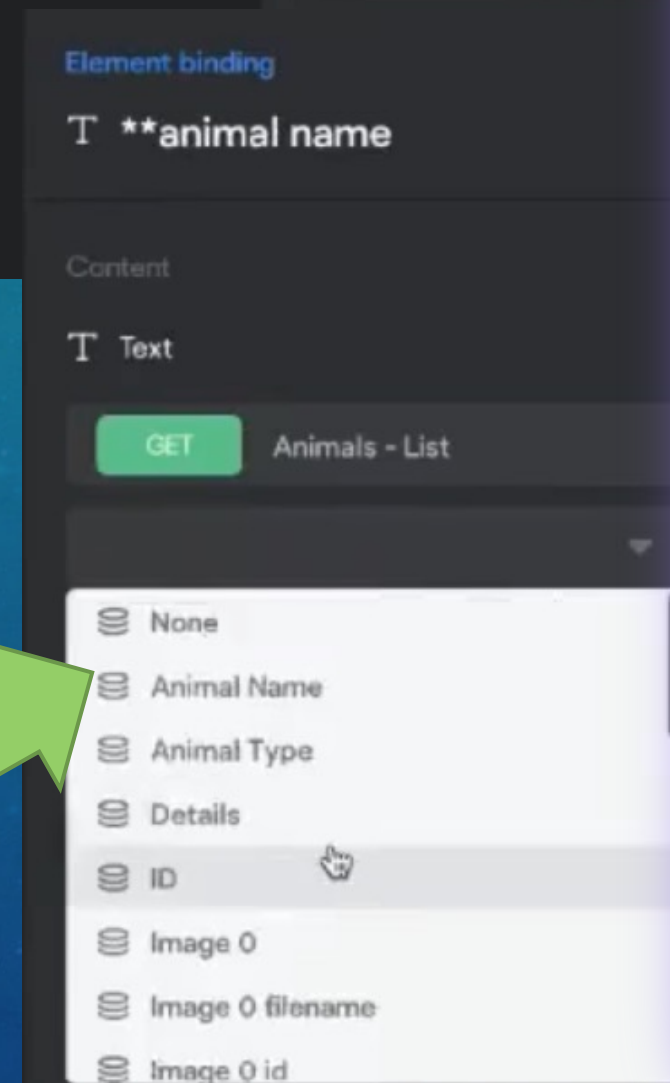 Element binding
T **animal name
Content
T Text
GET Animals - List
None
Animal Name
Animal Type
Details
ID
Image 0
Image 0 filename
Image 0 id